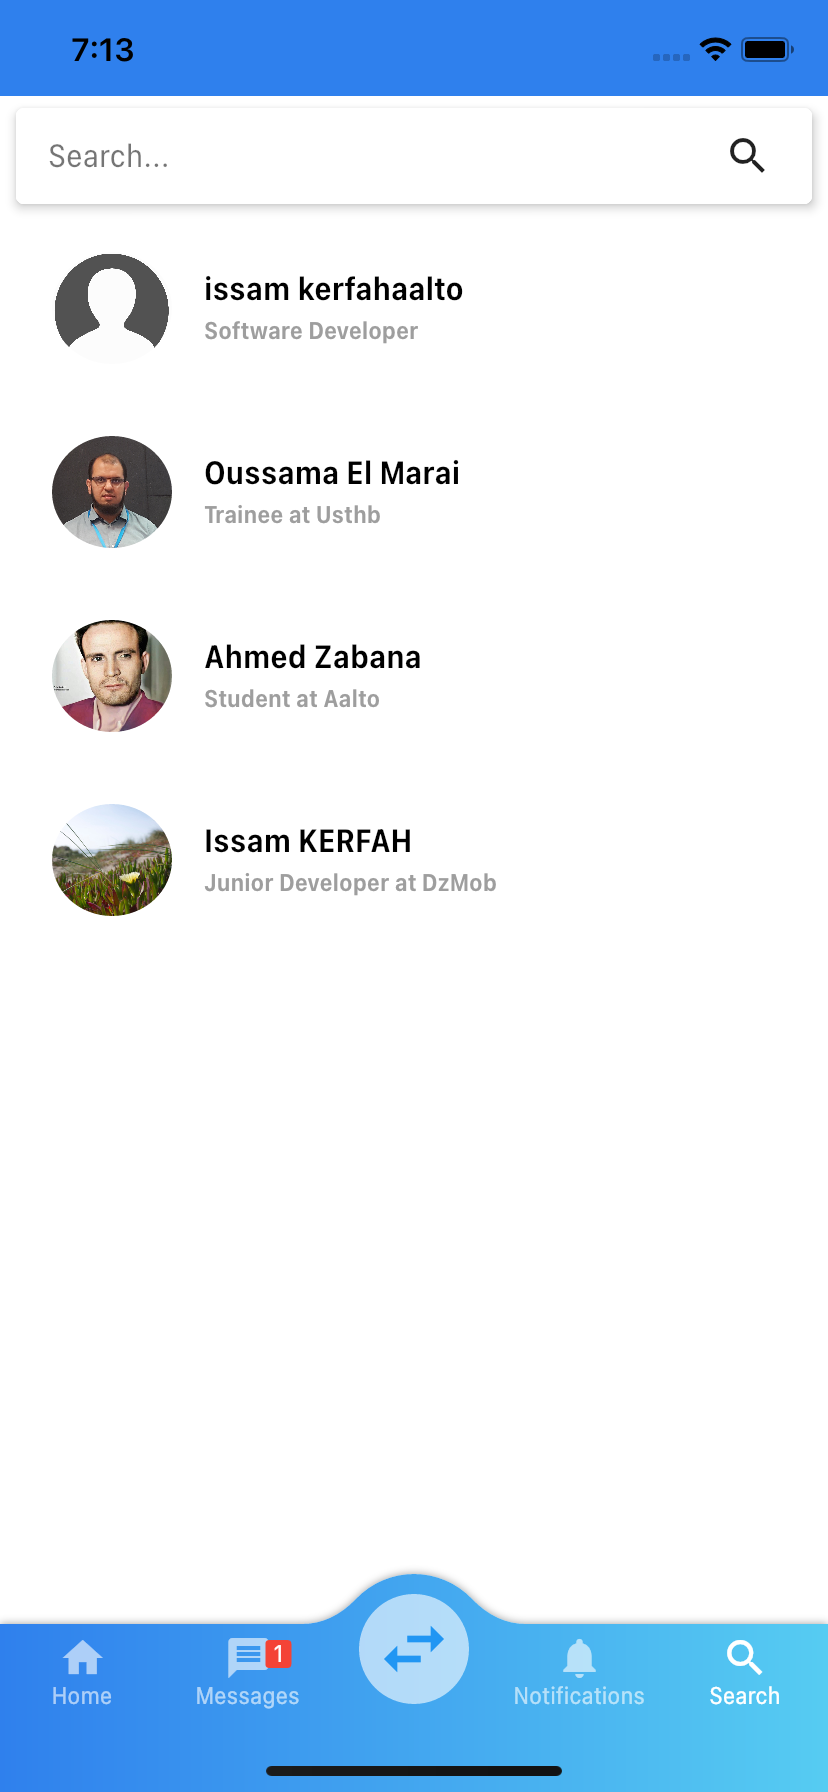 7:13
Search...
issam kerfahaalto
Software Developer
Oussama El Marai
Trainee at Usthb
Ahmed Zabana
Student at Aalto
Issam KERFAH
Junior Developer at DzMob
1
Home
Messages
Notifications
Search